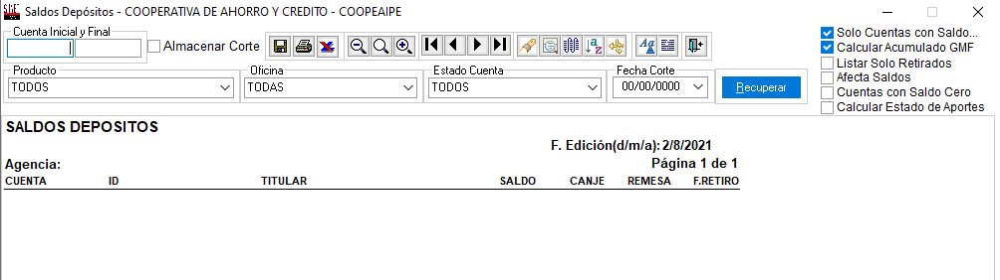 SGE Saldos Depósitos - COOPERATIVA DE AHORRO Y CREDITO - COOPEAIPE
Cuenta Inicial y Final
Almacenar Corte
Solo Cuentas con Saldo...
Calcular Acumulado GMF
Listar Solo Retirados
Afecta Saldos
Cuentas con Saldo Cero
Calcular Estado de Aportes
Producto Oficina Estado Cuenta Fecha Corte
TODOS TODAS TODOS 00/00/0000 Recuperar
SALDOS DEPOSITOS
F. Edición(d/m/a): 2/8/2021
Agencia: Página 1 de 1
CUENTA ID TITULAR SALDO CANJE REMESA F.RETIRO